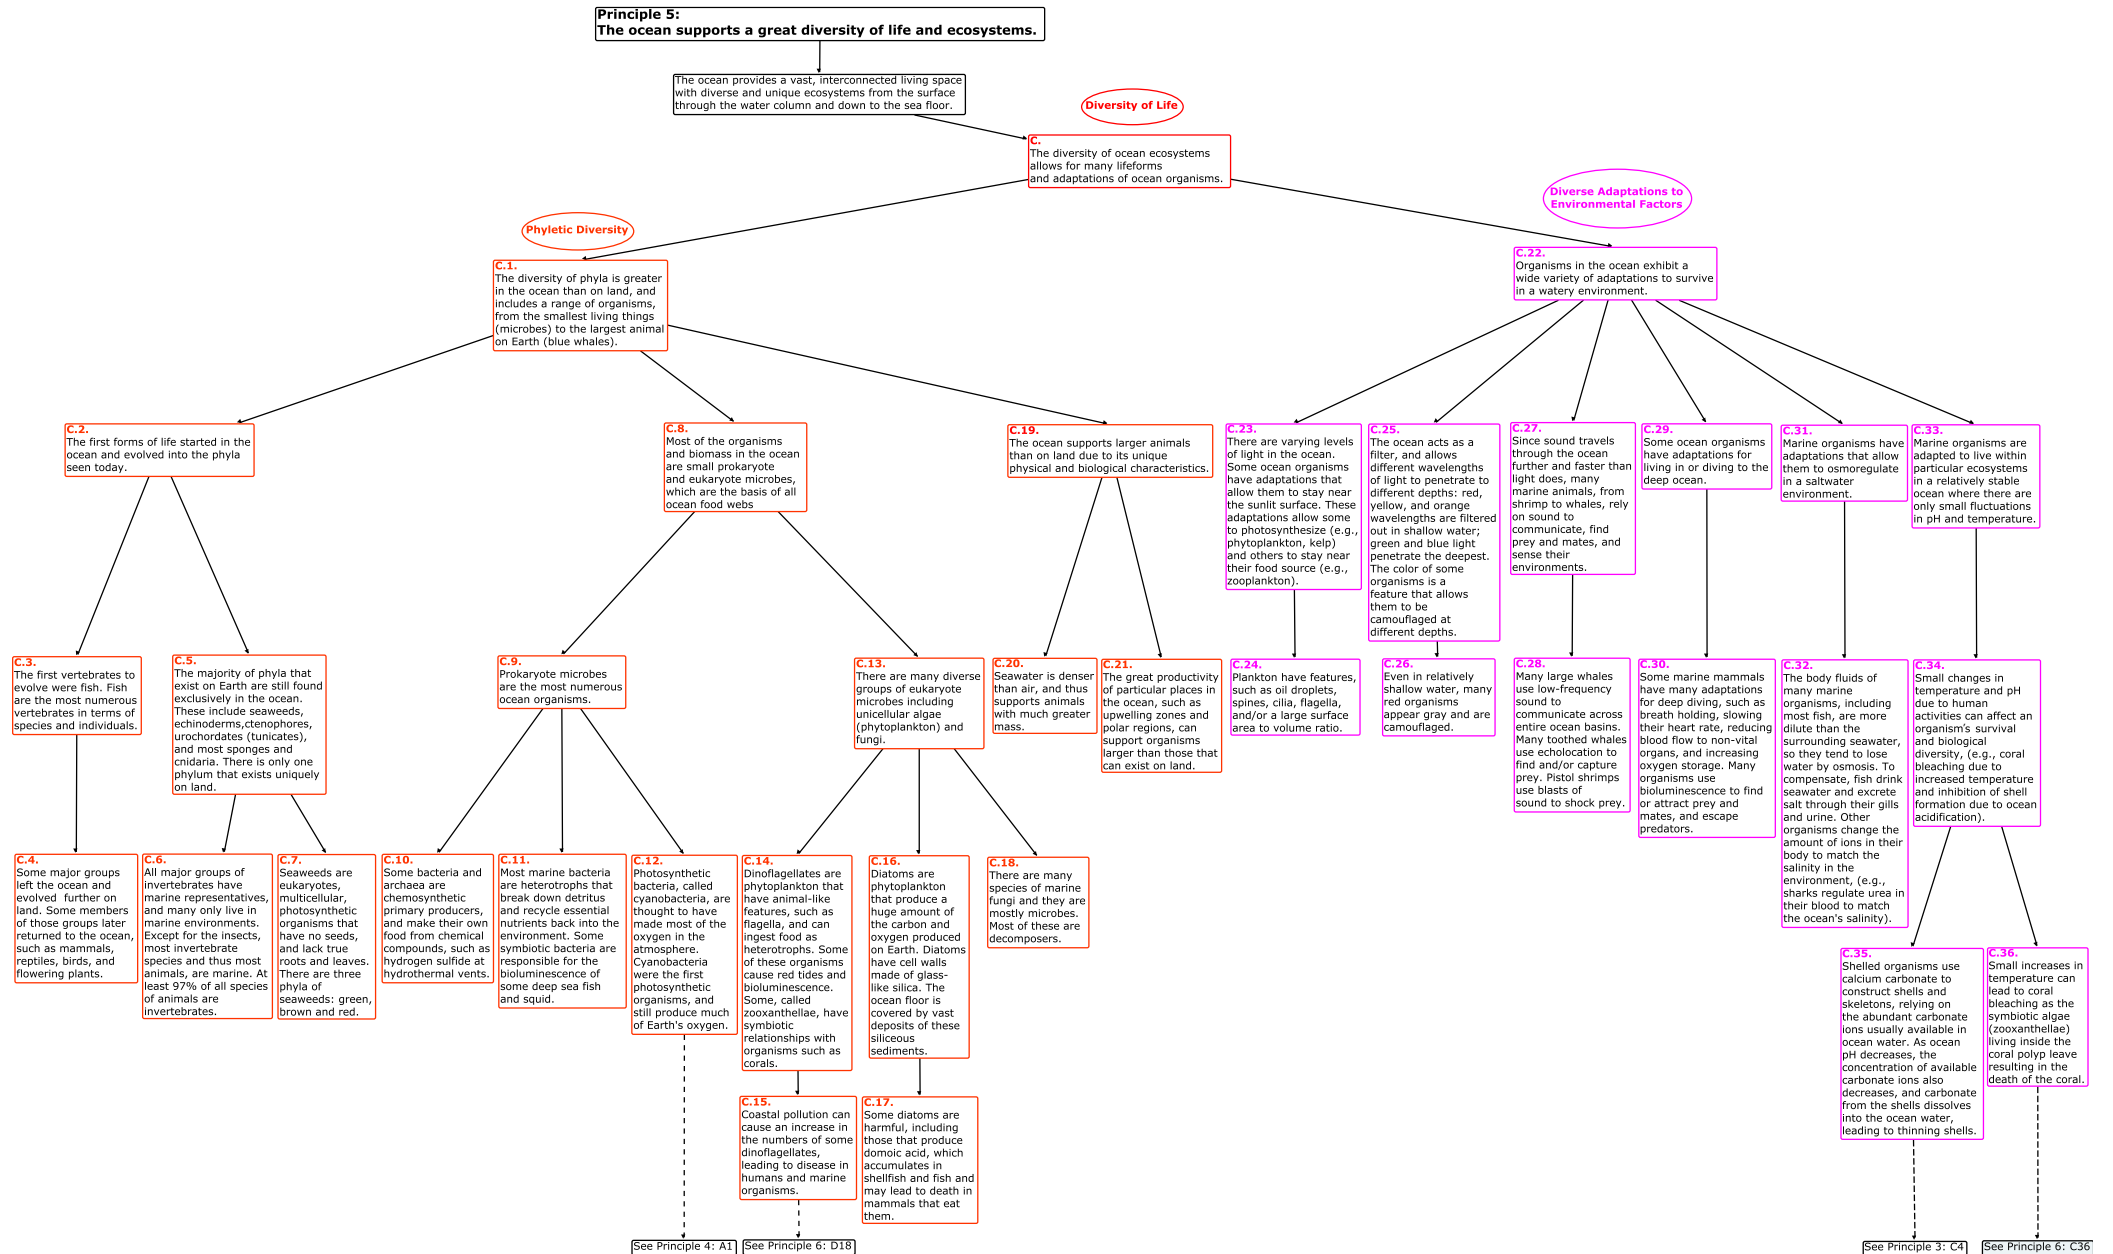 Principle 5:
The ocean supports a great diversity of life and ecosystems.
The ocean provides a vast, interconnected living space
with diverse and unique ecosystems from the surface
through the water column and down to the sea floor.
Diversity of Life
C.
The diversity of ocean ecosystems
allows for many lifeforms
and adaptations of ocean organisms.
Phyletic Diversity
Diverse Adaptations to
Environmental Factors
C.1.
The diversity of phyla is greater
in the ocean than on land, and
includes a range of organisms,
from the smallest living things
(microbes) to the largest animal
on Earth (blue whales).
C.22.
Organisms in the ocean exhibit a
wide variety of adaptations to survive
in a watery environment.
C.2.
The first forms of life started in the
ocean and evolved into the phyla
seen today.
C.8.
Most of the organisms
and biomass in the ocean
are small prokaryote
and eukaryote microbes,
which are the basis of all
ocean food webs
C.19.
The ocean supports larger animals
than on land due to its unique
physical and biological characteristics.
C.23.
There are varying levels
of light in the ocean.
Some ocean organisms
have adaptations that
allow them to stay near
the sunlit surface. These
adaptations allow some
to photosynthesize (e.g.,
phytoplankton, kelp)
and others to stay near
their food source (e.g.,
zooplankton).
C.25.
The ocean acts as a
filter, and allows
different wavelengths
of light to penetrate to
different depths: red,
yellow, and orange
wavelengths are filtered
out in shallow water;
green and blue light
penetrate the deepest.
The color of some
organisms is a
feature that allows
them to be
camouflaged at
different depths.
C.27.
Since sound travels
through the ocean
further and faster than
light does, many
marine animals, from
shrimp to whales, rely
on sound to
communicate, find
prey and mates, and
sense their
environments.
C.29.
Some ocean organisms
have adaptations for
living in or diving to the
deep ocean.
C.31.
Marine organisms have
adaptations that allow
them to osmoregulate
in a saltwater
environment.
C.33.
Marine organisms are
adapted to live within
particular ecosystems
in a relatively stable
ocean where there are
only small fluctuations
in pH and temperature.
C.3.
The first vertebrates to
evolve were fish. Fish
are the most numerous
vertebrates in terms of
species and individuals.
C.5.
The majority of phyla that
exist on Earth are still found
exclusively in the ocean.
These include seaweeds,
echinoderms,ctenophores,
urochordates (tunicates),
and most sponges and
cnidaria. There is only one
phylum that exists uniquely
on land.
C.9.
Prokaryote microbes
are the most numerous
ocean organisms.
C.13.
There are many diverse
groups of eukaryote
microbes including
unicellular algae
(phytoplankton) and
fungi.
C.20.
Seawater is denser
than air, and thus
supports animals
with much greater
mass.
C.21.
The great productivity
of particular places in
the ocean, such as
upwelling zones and
polar regions, can
support organisms
larger than those that
can exist on land.
C.24.
Plankton have features,
such as oil droplets,
spines, cilia, flagella,
and/or a large surface
area to volume ratio.
C.26.
Even in relatively
shallow water, many
red organisms
appear gray and are
camouflaged.
C.28.
Many large whales
use low-frequency
sound to
communicate across
entire ocean basins.
Many toothed whales
use echolocation to
find and/or capture
prey. Pistol shrimps
use blasts of
sound to shock prey.
C.30.
Some marine mammals
have many adaptations
for deep diving, such as
breath holding, slowing
their heart rate, reducing
blood flow to non-vital
organs, and increasing
oxygen storage. Many
organisms use
bioluminescence to find
or attract prey and
mates, and escape
predators.
C.32.
The body fluids of
many marine
organisms, including
most fish, are more
dilute than the
surrounding seawater,
so they tend to lose
water by osmosis. To
compensate, fish drink
seawater and excrete
salt through their gills
and urine. Other
organisms change the
amount of ions in their
body to match the
salinity in the
environment, (e.g.,
sharks regulate urea in
their blood to match
the ocean's salinity).
C.34.
Small changes in
temperature and pH
due to human
activities can affect an
organism's survival
and biological
diversity, (e.g., coral
bleaching due to
increased temperature
and inhibition of shell
formation due to ocean
acidification).
C.4.
Some major groups
left the ocean and
evolved further on
land. Some members
of those groups later
returned to the ocean,
such as mammals,
reptiles, birds, and
flowering plants.
C.6.
All major groups of
invertebrates have
marine representatives,
and many only live in
marine environments.
Except for the insects,
most invertebrate
species and thus most
animals, are marine. At
least 97% of all species
of animals are
invertebrates.
C.7.
Seaweeds are
eukaryotes,
multicellular,
photosynthetic
organisms that
have no seeds,
and lack true
roots and leaves.
There are three
phyla of
seaweeds: green,
brown and red.
C.10.
Some bacteria and
archaea are
chemosynthetic
primary producers,
and make their own
food from chemical
compounds, such as
hydrogen sulfide at
hydrothermal vents.
C.11.
Most marine bacteria
are heterotrophs that
break down detritus
and recycle essential
nutrients back into the
environment. Some
symbiotic bacteria are
responsible for the
bioluminescence of
some deep sea fish
and squid.
C.12.
Photosynthetic
bacteria, called
cyanobacteria, are
thought to have
made most of the
oxygen in the
atmosphere.
Cyanobacteria
were the first
photosynthetic
organisms, and
still produce much
of Earth's oxygen.
C.14.
Dinoflagellates are
phytoplankton that
have animal-like
features, such as
flagella, and can
ingest food as
heterotrophs. Some
of these organisms
cause red tides and
bioluminescence.
Some, called
zooxanthellae, have
symbiotic
relationships with
organisms such as
corals.
C.16.
Diatoms are
phytoplankton
that produce a
huge amount of
the carbon and
oxygen produced
on Earth. Diatoms
have cell walls
made of glass-
like silica. The
ocean floor is
covered by vast
deposits of these
siliceous
sediments.
C.18.
There are many
species of marine
fungi and they are
mostly microbes.
Most of these are
decomposers.
C.35.
Shelled organisms use
calcium carbonate to
construct shells and
skeletons, relying on
the abundant carbonate
ions usually available in
ocean water. As ocean
pH decreases, the
concentration of available
carbonate ions also
decreases, and carbonate
from the shells dissolves
into the ocean water,
leading to thinning shells.
C.36.
Small increases in
temperature can
lead to coral
bleaching as the
symbiotic algae
(zooxanthellae)
living inside the
coral polyp leave
resulting in the
death of the coral.
C.15.
Coastal pollution can
cause an increase in
the numbers of some
dinoflagellates,
leading to disease in
humans and marine
organisms.
C.17.
Some diatoms are
harmful, including
those that produce
domoic acid, which
accumulates in
shellfish and fish and
may lead to death in
mammals that eat
them.
See Principle 4: A1
See Principle 6: D18
See Principle 3: C4
See Principle 6: C36